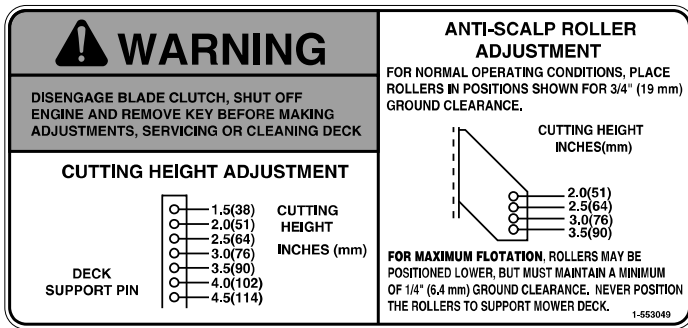 WARNING
DISENGAGE BLADE CLUTCH, SHUT OFF
ENGINE AND REMOVE KEY BEFORE MAKING
ADJUSTMENTS, SERVICING OR CLEANING DECK
CUTTING HEIGHT ADJUSTMENT
1.5(38)
2.0(51)
2.5(64)
3.0(76)
3.5(90)
4.0(102)
4.5(114)
CUTTING
HEIGHT
INCHES (mm)
DECK
SUPPORT PIN
ANTI-SCALP ROLLER
ADJUSTMENT
FOR NORMAL OPERATING CONDITIONS, PLACE
ROLLERS IN POSITIONS SHOWN FOR 3/4" (19 mm)
GROUND CLEARANCE.
CUTTING HEIGHT
INCHES(mm)
2.0(51)
2.5(64)
3.0(76)
3.5(90)
FOR MAXIMUM FLOTATION, ROLLERS MAY BE
POSITIONED LOWER, BUT MUST MAINTAIN A MINIMUM
OF 1/4" (6.4 mm) GROUND CLEARANCE. NEVER POSITION
THE ROLLERS TO SUPPORT MOWER DECK.
1-553049